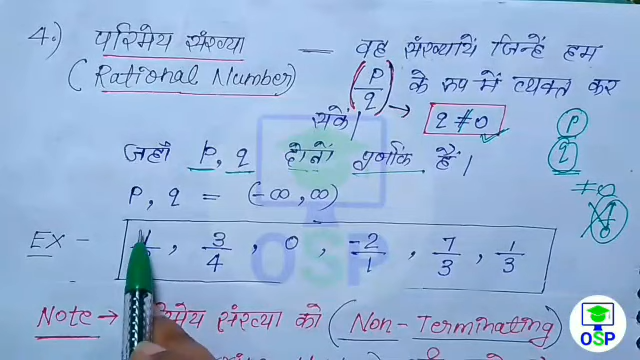 4.) परिमेय संख्या — वह संख्यायें जिन्हें हम
(Rational Number) (p/q) के रूप में व्यक्त कर
सकें। → q ≠ 0 p
जहाँ p, q दोनों पूर्णांक हैं। q
P, q = (-∞, ∞) ≠0
EX - , 3/4 , 0 , -2/1 , 7/3 , 1/3
Note → संख्या को (Non-Terminating)
OSP
OSP